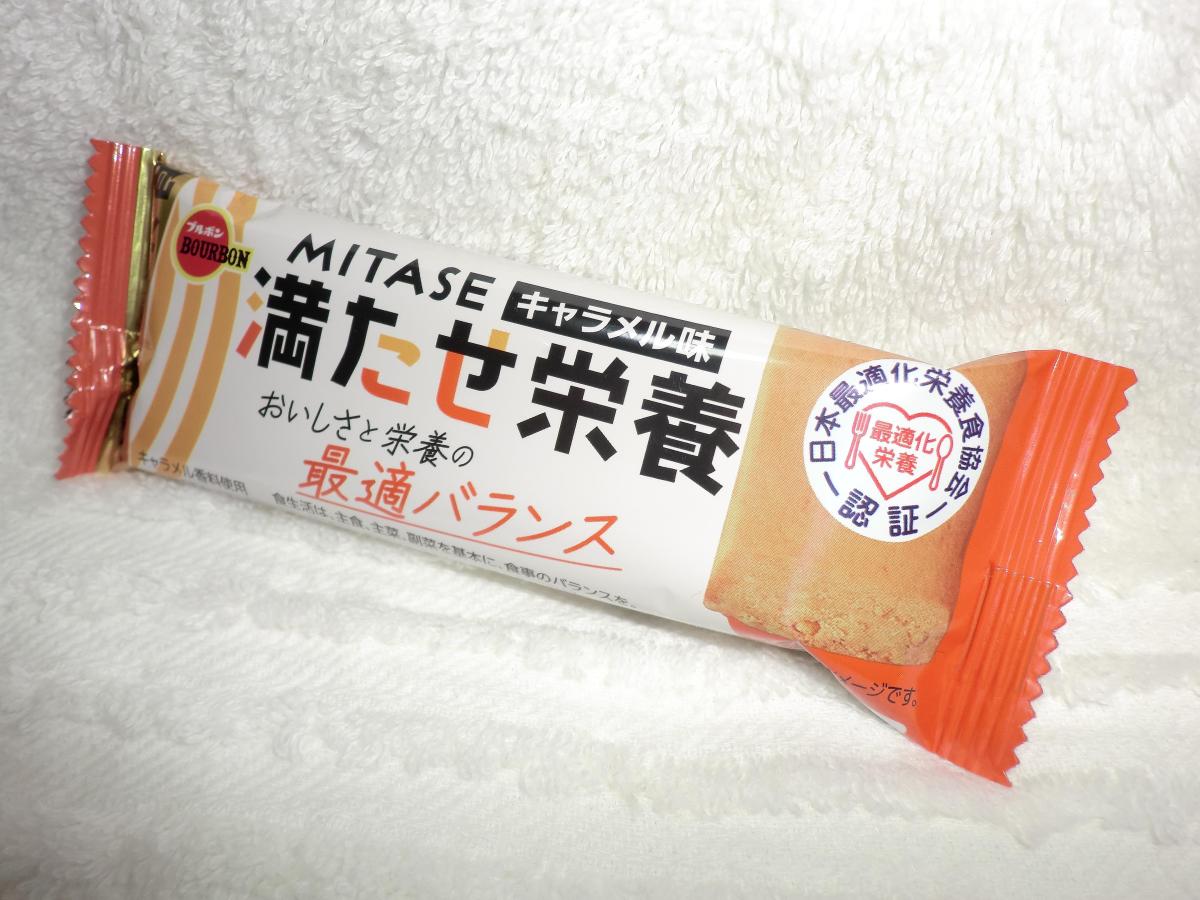 ブルボン
BOURBON
MITASE
キャラメル味
満たせ栄養
おいしさと栄養の
最適バランス
キャラメル香料使用
食生活は、主食、主菜、副菜を基本に、食事のバランスを。
日本最適化栄養食協会
認証
最適化
栄養
メージです。